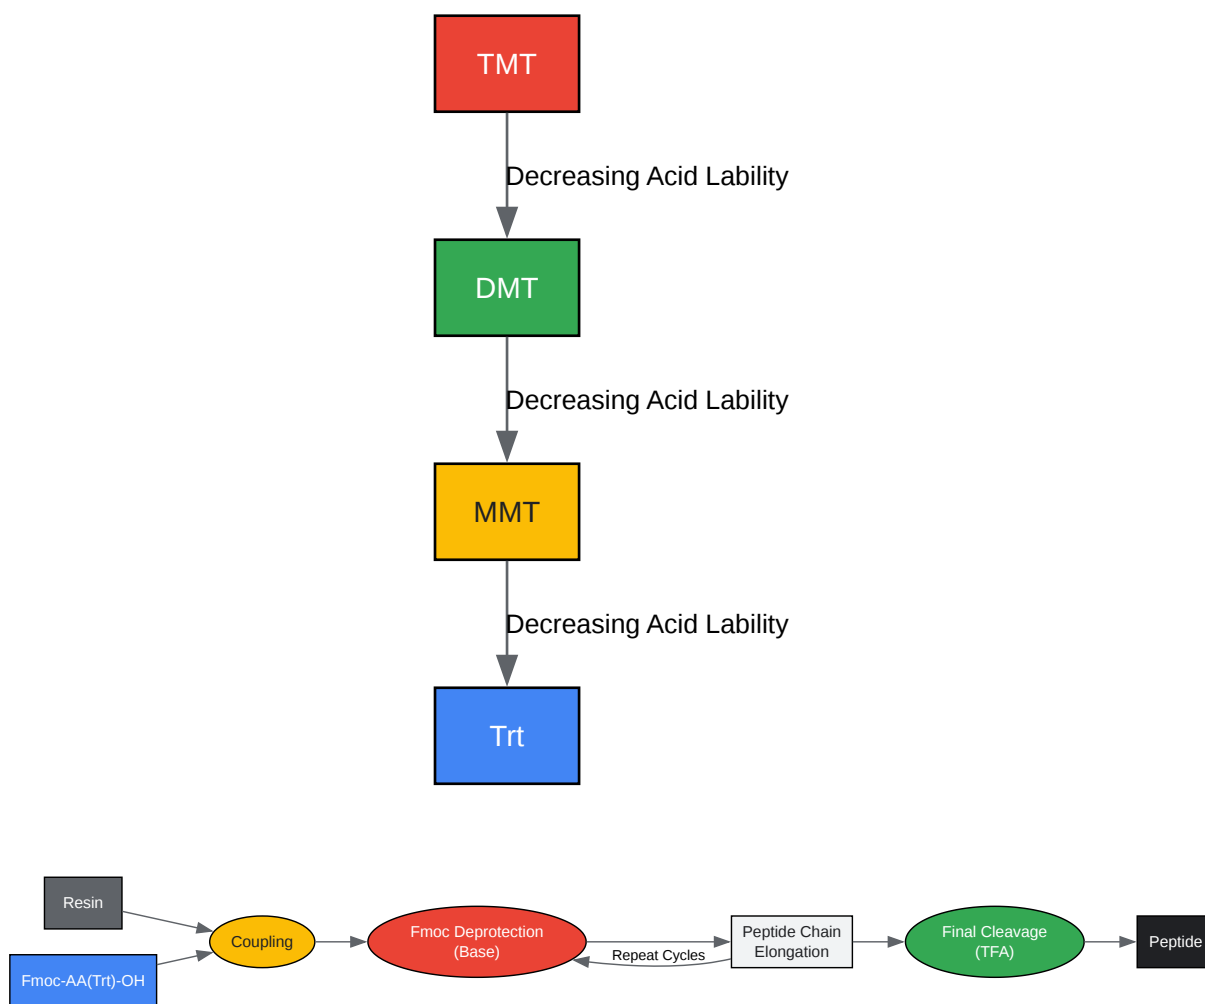 TMT
Decreasing Acid Lability
DMT
Decreasing Acid Lability
MMT
Decreasing Acid Lability
Trt
Resin
Fmoc-AA(Trt)-OH
Coupling
Fmoc Deprotection
(Base)
Repeat Cycles
Peptide Chain
Elongation
Final Cleavage
(TFA)
Peptide